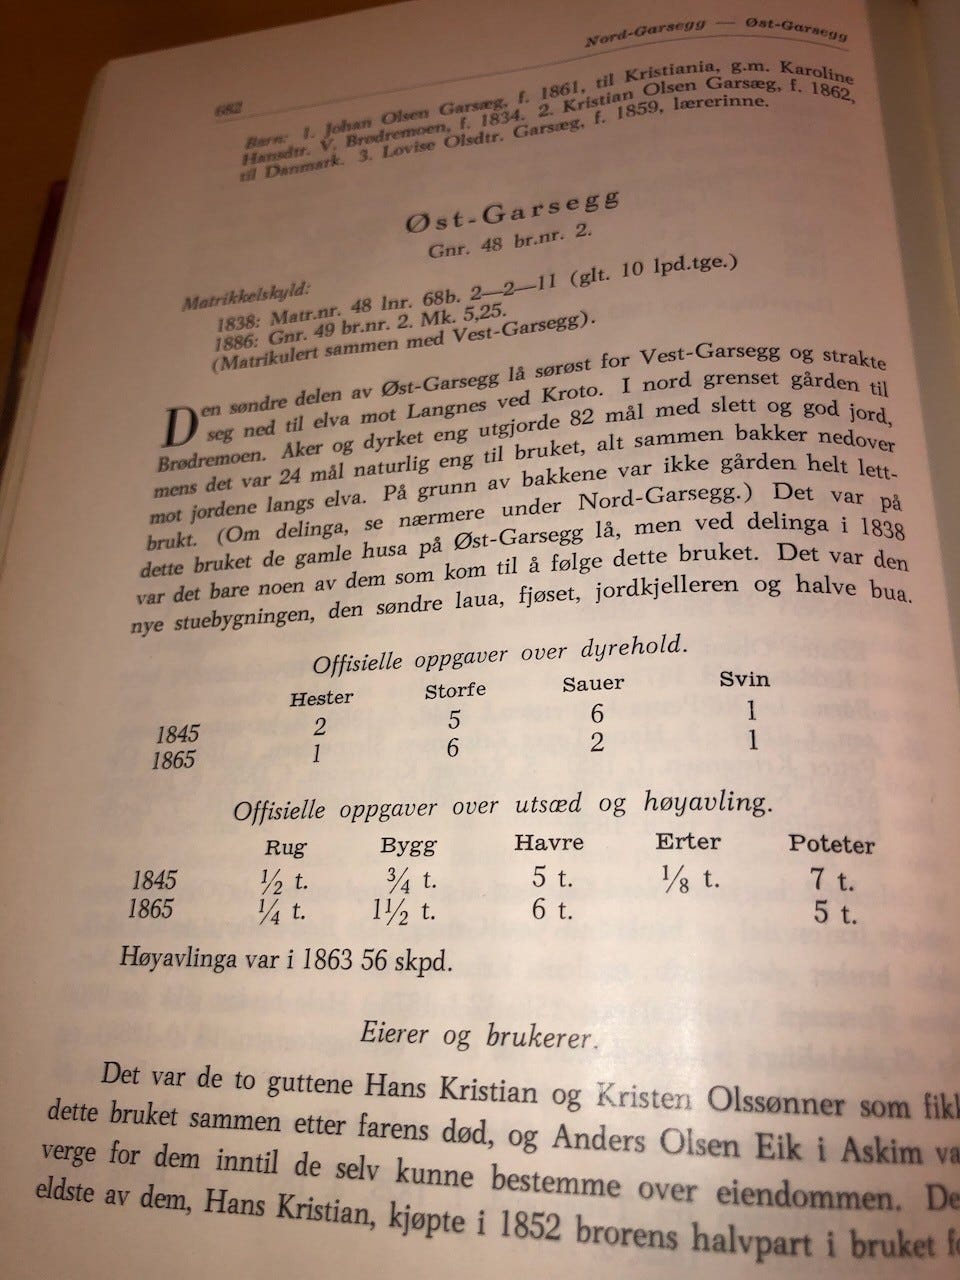 Nord-Garsegg — Øst-Garsegg
682
Barn: 1. Johan Olsen Garsæg, f. 1861, til Kristiania, g.m. Karoline
Hansdtr. V. Brødremoen, f. 1834. 2. Kristian Olsen Garsæg, f. 1862,
til Danmark. 3. Lovise Olsdtr. Garsæg, f. 1859, lærerinne.
Øst-Garsegg
Gnr. 48 br.nr. 2.
Matrikkelskyld:
1838: Matr.nr. 48 lnr. 68b. 2—2—11 (glt. 10 lpd.tge.)
1886: Gnr. 49 br.nr. 2. Mk. 5,25.
(Matrikulert sammen med Vest-Garsegg).
Den søndre delen av Øst-Garsegg lå sørøst for Vest-Garsegg og strakte
seg ned til elva mot Langnes ved Kroto. I nord grenset gården til
Brødremoen. Åker og dyrket eng utgjorde 82 mål med slett og god jord,
mens det var 24 mål naturlig eng til bruket, alt sammen bakker nedover
mot jordene langs elva. På grunn av bakkene var ikke gården helt lett-
brukt. (Om delinga, se nærmere under Nord-Garsegg.) Det var på
dette bruket de gamle husa på Øst-Garsegg lå, men ved delinga i 1838
var det bare noen av dem som kom til å følge dette bruket. Det var den
nye stuebygningen, den søndre laua, fjøset, jordkjelleren og halve bua.
Offisielle oppgaver over dyrehold.
Hester Storfe Sauer Svin
1845 2 5 6 1
1865 1 6 2 1
Offisielle oppgaver over utsæd og høyavling.
Rug Bygg Havre Erter Poteter
1845 ½ t. ¾ t. 5 t. ⅛ t. 7 t.
1865 ¼ t. 1½ t. 6 t. 5 t.
Høyavlinga var i 1863 56 skpd.
Eierer og brukerer.
Det var de to guttene Hans Kristian og Kristen Olssønner som fikk
dette bruket sammen etter farens død, og Anders Olsen Eik i Askim va
verge for dem inntil de selv kunne bestemme over eiendommen. De
eldste av dem, Hans Kristian, kjøpte i 1852 brorens halvpart i bruket fo